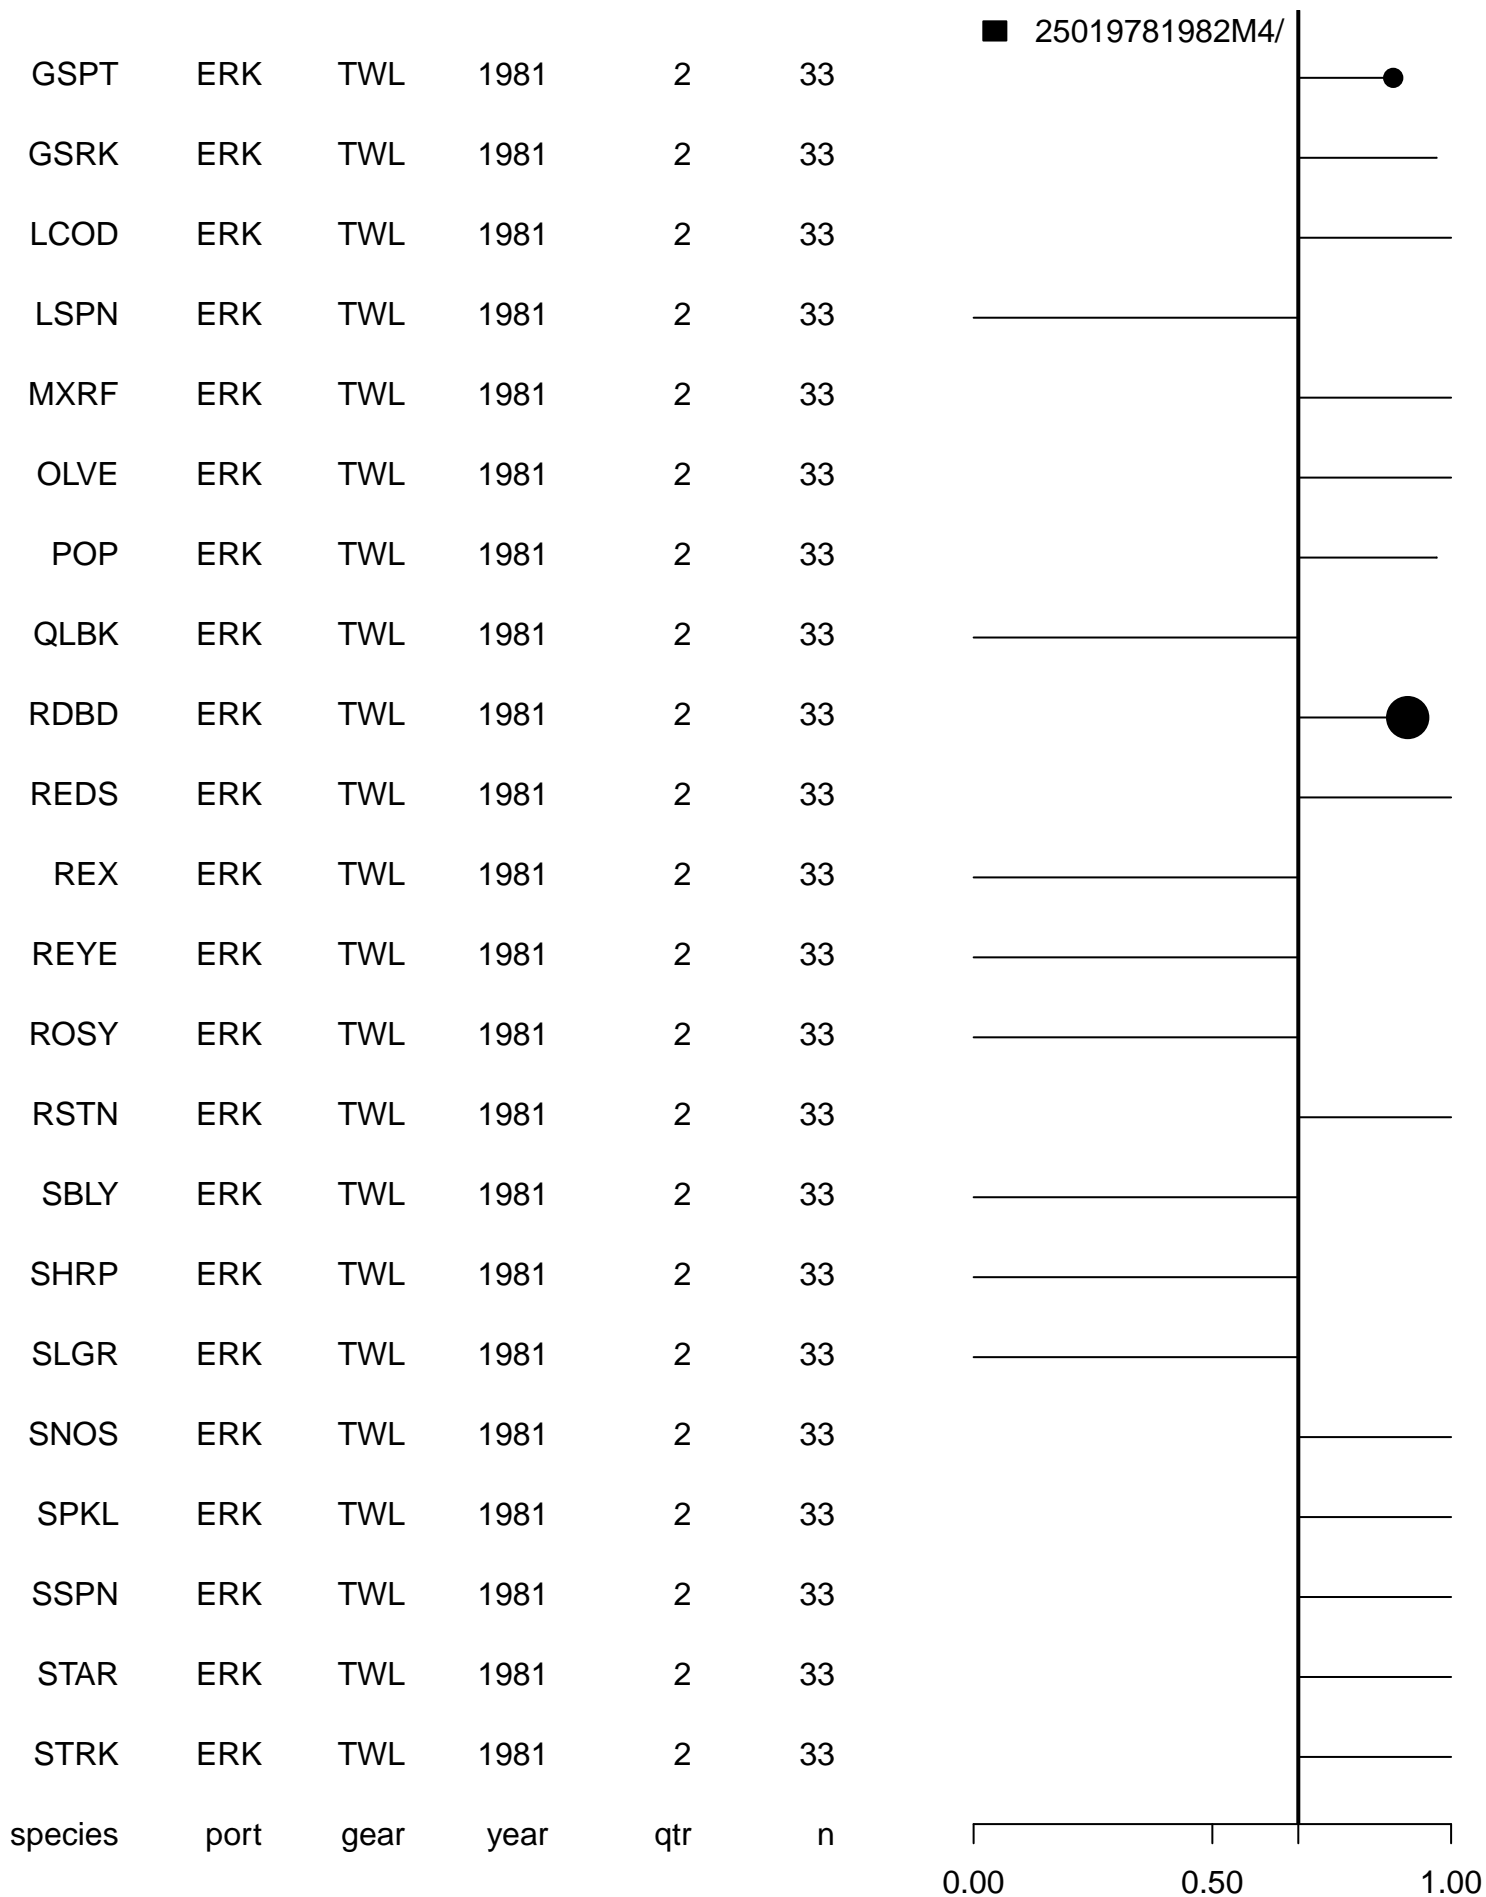 25019781982M4/
GSPT ERK TWL 1981 2 33
GSRK ERK TWL 1981 2 33
LCOD ERK TWL 1981 2 33
LSPN ERK TWL 1981 2 33
MXRF ERK TWL 1981 2 33
OLVE ERK TWL 1981 2 33
POP ERK TWL 1981 2 33
QLBK ERK TWL 1981 2 33
RDBD ERK TWL 1981 2 33
REDS ERK TWL 1981 2 33
REX ERK TWL 1981 2 33
REYE ERK TWL 1981 2 33
ROSY ERK TWL 1981 2 33
RSTN ERK TWL 1981 2 33
SBLY ERK TWL 1981 2 33
SHRP ERK TWL 1981 2 33
SLGR ERK TWL 1981 2 33
SNOS ERK TWL 1981 2 33
SPKL ERK TWL 1981 2 33
SSPN ERK TWL 1981 2 33
STAR ERK TWL 1981 2 33
STRK ERK TWL 1981 2 33
species port gear year qtr n
0.00 0.50 1.00